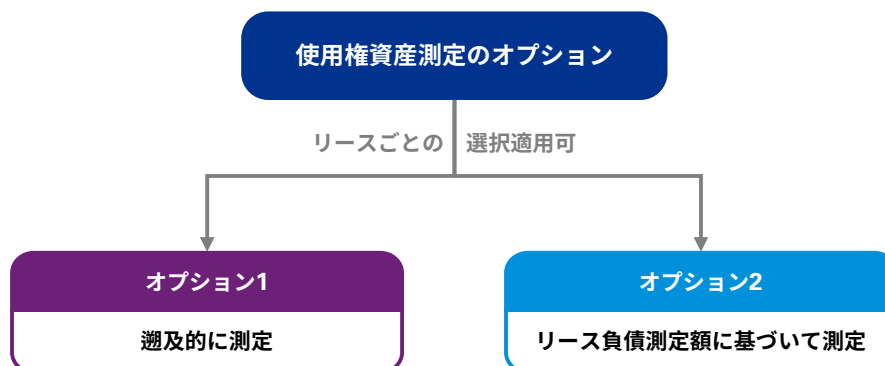 使用権資産測定のオプション
リースごとの 選択適用可
オプション1
遡及的に測定
オプション2
リース負債測定額に基づいて測定